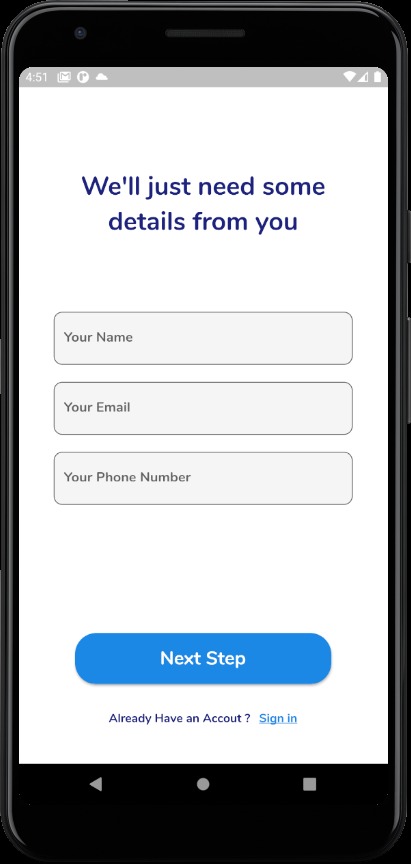 4:51
We'll just need some
details from you
Your Name
Your Email
Your Phone Number
Next Step
Already Have an Accout ? Sign in